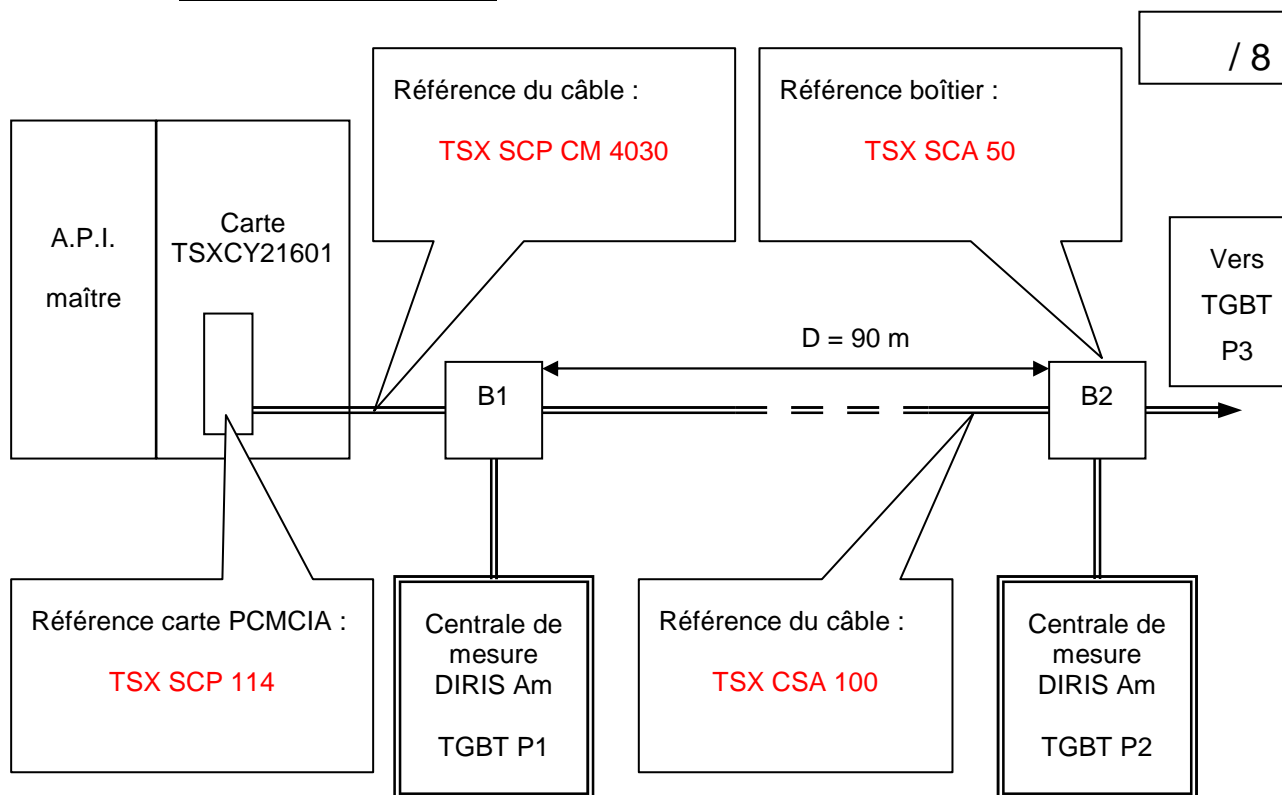 / 8
Référence du câble :
TSX SCP CM 4030
Référence boîtier :
TSX SCA 50
A.P.I.
maître
Carte
TSXCY21601
Vers
TGBT
P3
D = 90 m
B1
B2
Référence carte PCMCIA :
TSX SCP 114
Centrale de
mesure
DIRIS Am
TGBT P1
Référence du câble :
TSX CSA 100
Centrale de
mesure
DIRIS Am
TGBT P2